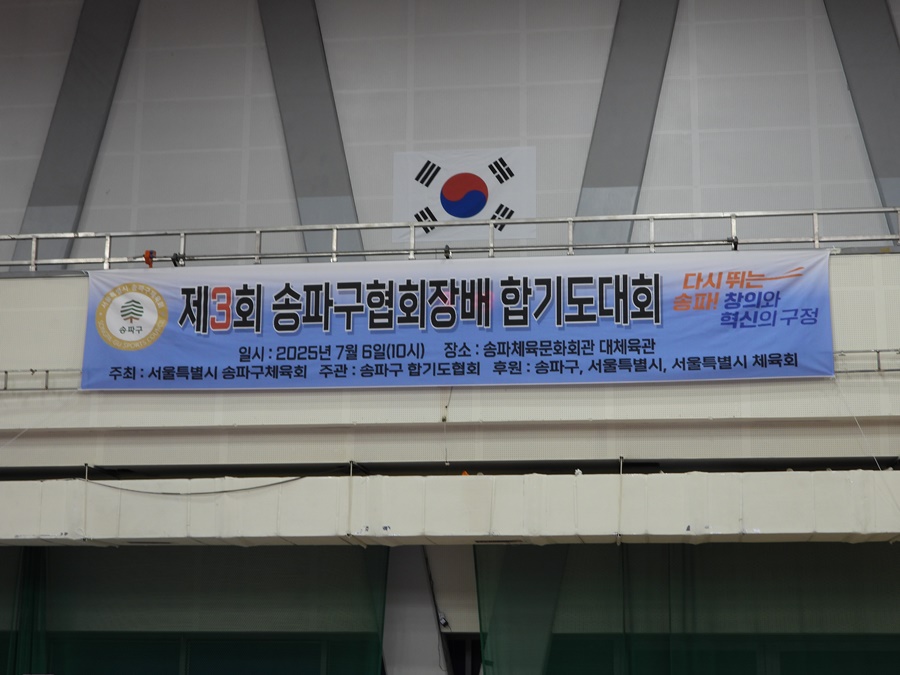 제3회 송파구협회장배 합기도대회
다시 뛰는
송파! 창의와
혁신의 구정
송파구
일시 : 2025년 7월 6일(10시) 장소 : 송파체육문화회관 대체육관
주최 : 서울특별시 송파구체육회 주관 : 송파구 합기도협회 후원 : 송파구, 서울특별시, 서울특별시 체육회